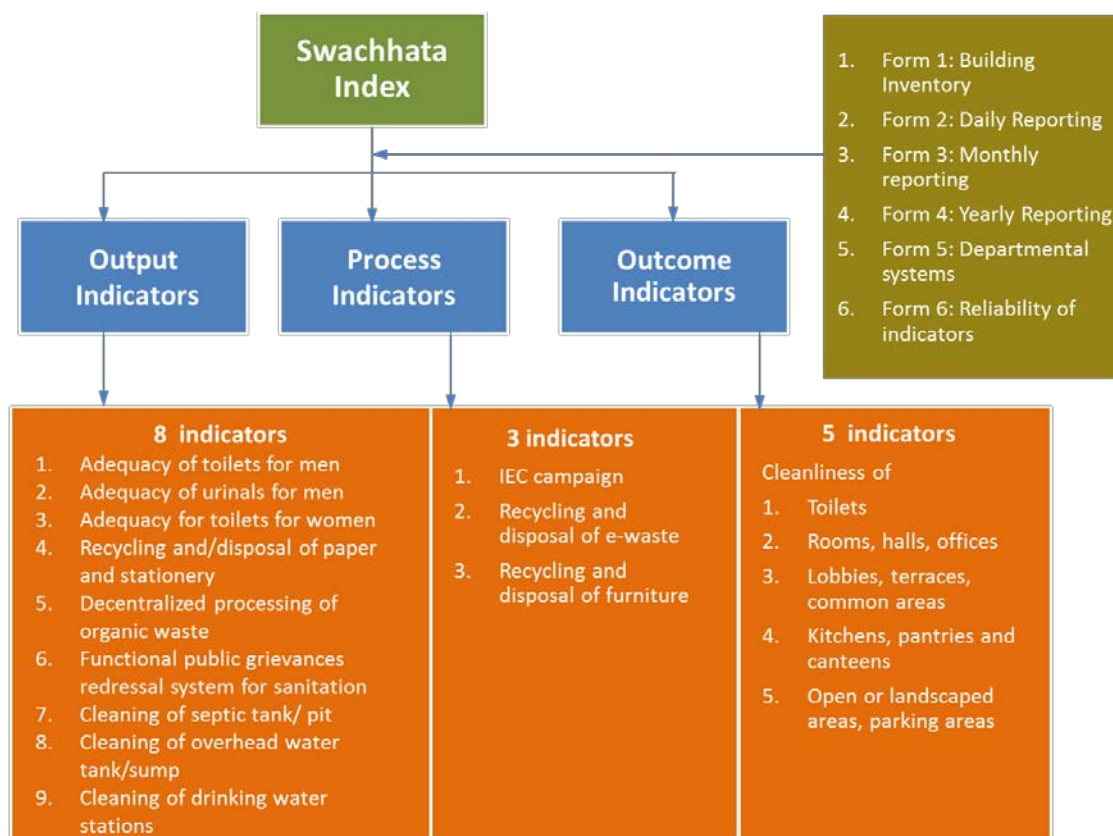 Swachhata
Index
1. Form 1: Building
Inventory
2. Form 2: Daily Reporting
3. Form 3: Monthly
reporting
4. Form 4: Yearly Reporting
5. Form 5: Departmental
systems
6. Form 6: Reliability of
indicators
Output
Indicators
Process
Indicators
Outcome
Indicators
8 indicators
1. Adequacy of toilets for men
2. Adequacy of urinals for men
3. Adequacy for toilets for women
4. Recycling and/disposal of paper
and stationery
5. Decentralized processing of
organic waste
6. Functional public grievances
redressal system for sanitation
7. Cleaning of septic tank/ pit
8. Cleaning of overhead water
tank/sump
9. Cleaning of drinking water
stations
3 indicators
1. IEC campaign
2. Recycling and
disposal of e-waste
3. Recycling and
disposal of furniture
5 indicators
Cleanliness of
1. Toilets
2. Rooms, halls, offices
3. Lobbies, terraces,
common areas
4. Kitchens, pantries and
canteens
5. Open or landscaped
areas, parking areas